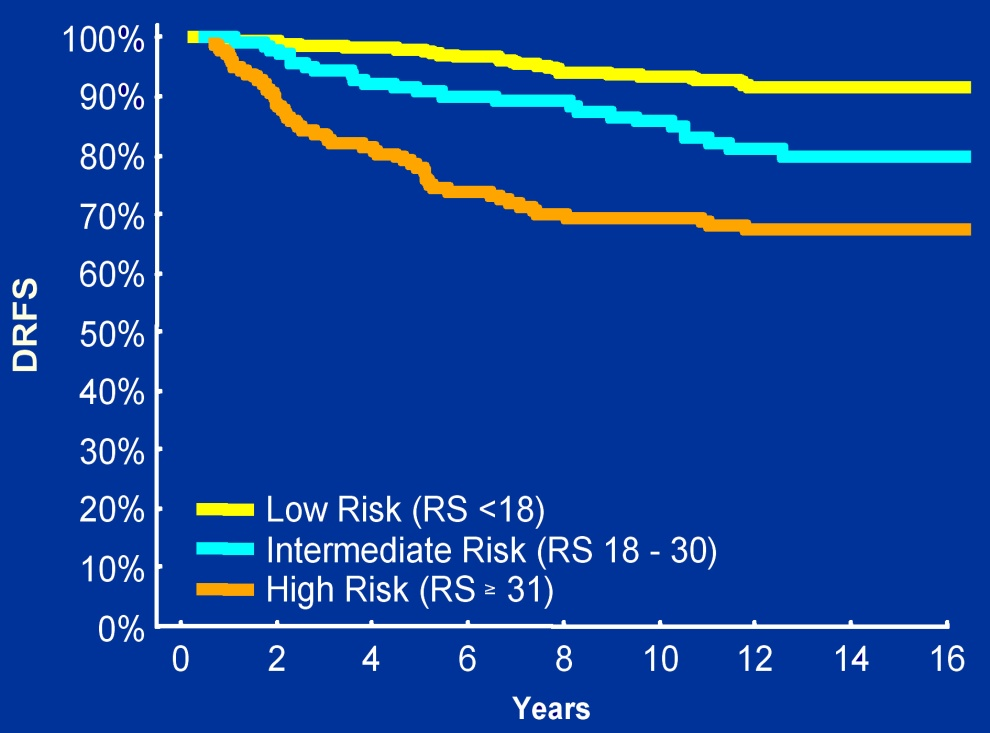 100%
90%
80%
70%
60%
50%
40%
30%
20%
10%
0%
DRFS
Low Risk (RS <18)
Intermediate Risk (RS 18 - 30)
High Risk (RS ≥ 31)
0 2 4 6 8 10 12 14 16
Years